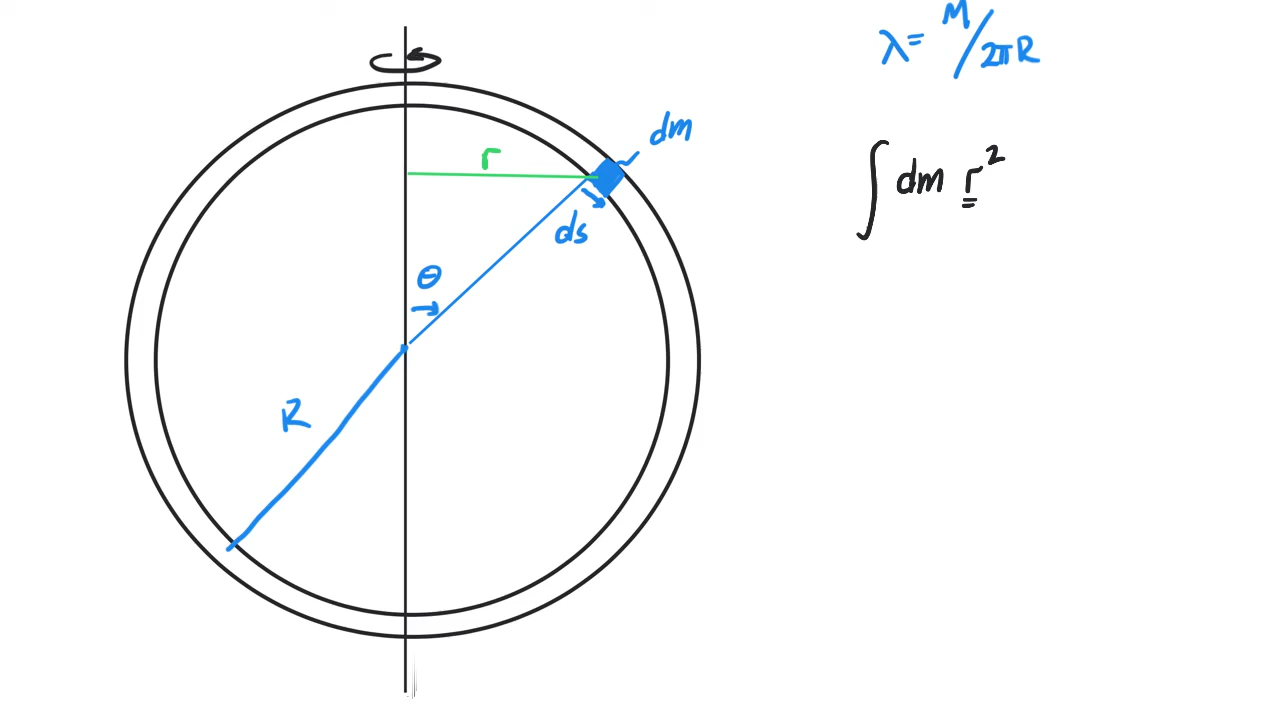 λ = M/2πR
dm
r
∫ dm r²
ds
θ
R